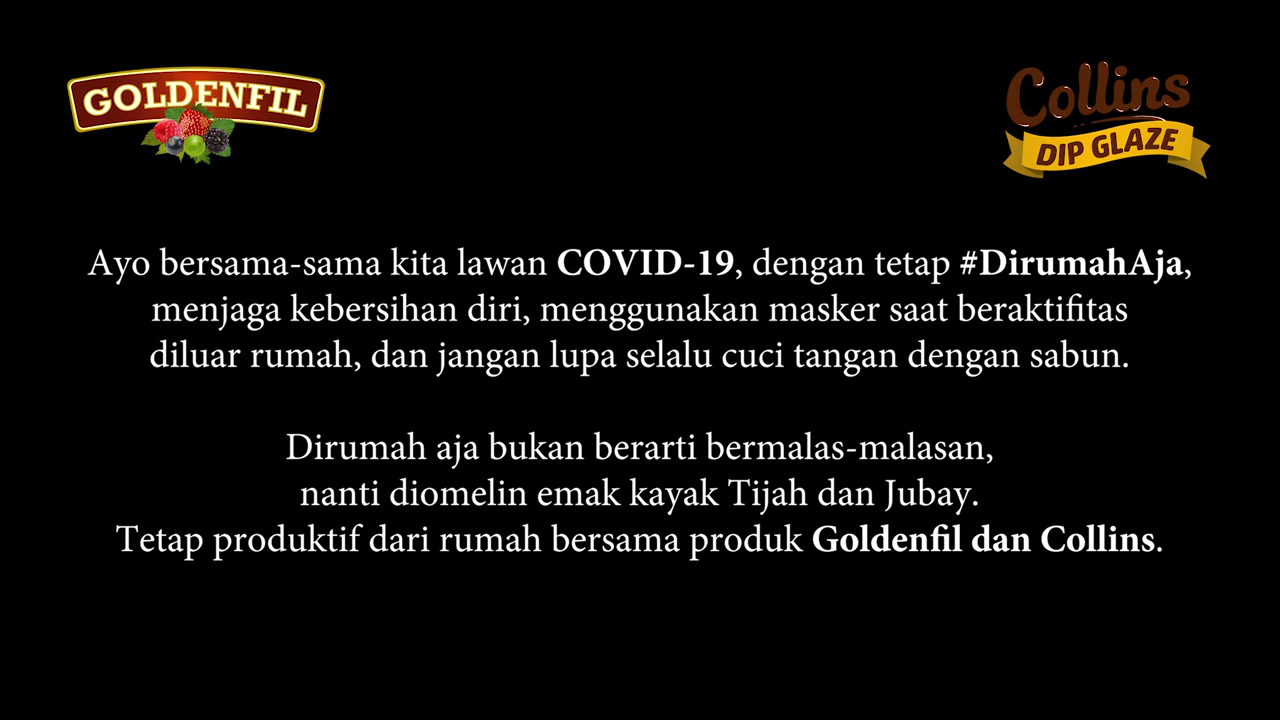 GOLDENFIL
Collins
DIP GLAZE
Ayo bersama-sama kita lawan COVID-19, dengan tetap #DirumahAja,
menjaga kebersihan diri, menggunakan masker saat beraktifitas
diluar rumah, dan jangan lupa selalu cuci tangan dengan sabun.
Dirumah aja bukan berarti bermalas-malasan,
nanti diomelin emak kayak Tijah dan Jubay.
Tetap produktif dari rumah bersama produk Goldenfil dan Collins.